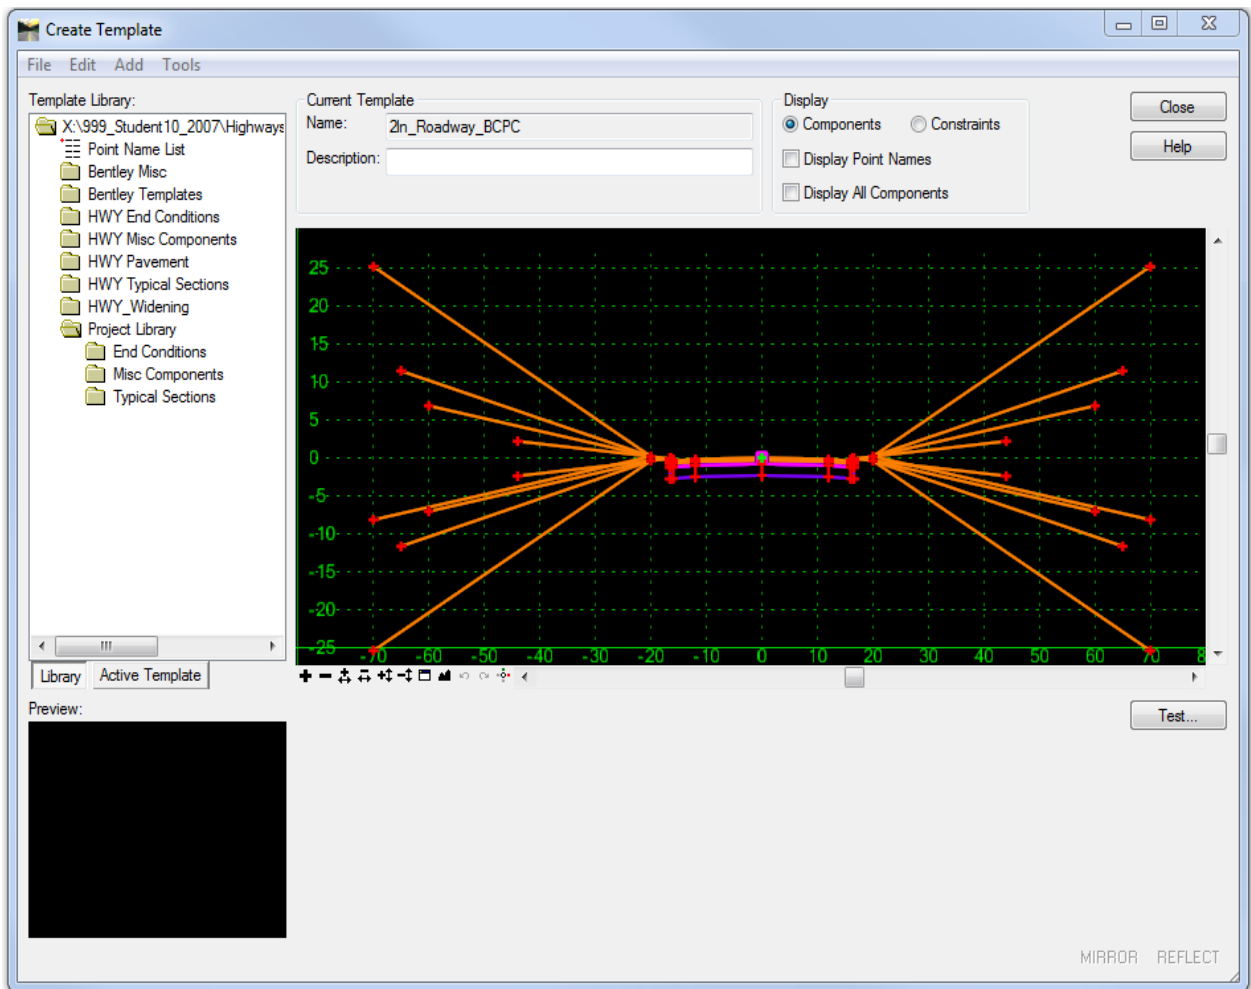 Create Template
File Edit Add Tools
Template Library:
X:\999_Student10_2007\Highways
Point Name List
Bentley Misc
Bentley Templates
HWY End Conditions
HWY Misc Components
HWY Pavement
HWY Typical Sections
HWY_Widening
Project Library
End Conditions
Misc Components
Typical Sections
Library Active Template
Preview:
Current Template
Name: 2ln_Roadway_BCPC
Description:
Display
Components Constraints
Display Point Names
Display All Components
Close
Help
25
20
15
10
5
0
-5
-10
-15
-20
-25
-70 -60 -50 -40 -30 -20 -10 0 10 20 30 40 50 60 70 8
Test...
MIRROR REFLECT